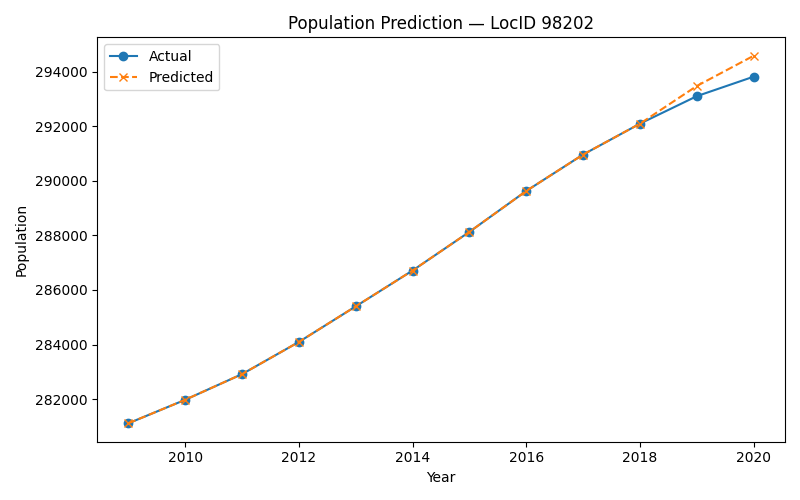 Population Prediction — LocID 98202
Actual
Predicted
294000
292000
290000
288000
286000
284000
282000
Population
2010 2012 2014 2016 2018 2020
Year